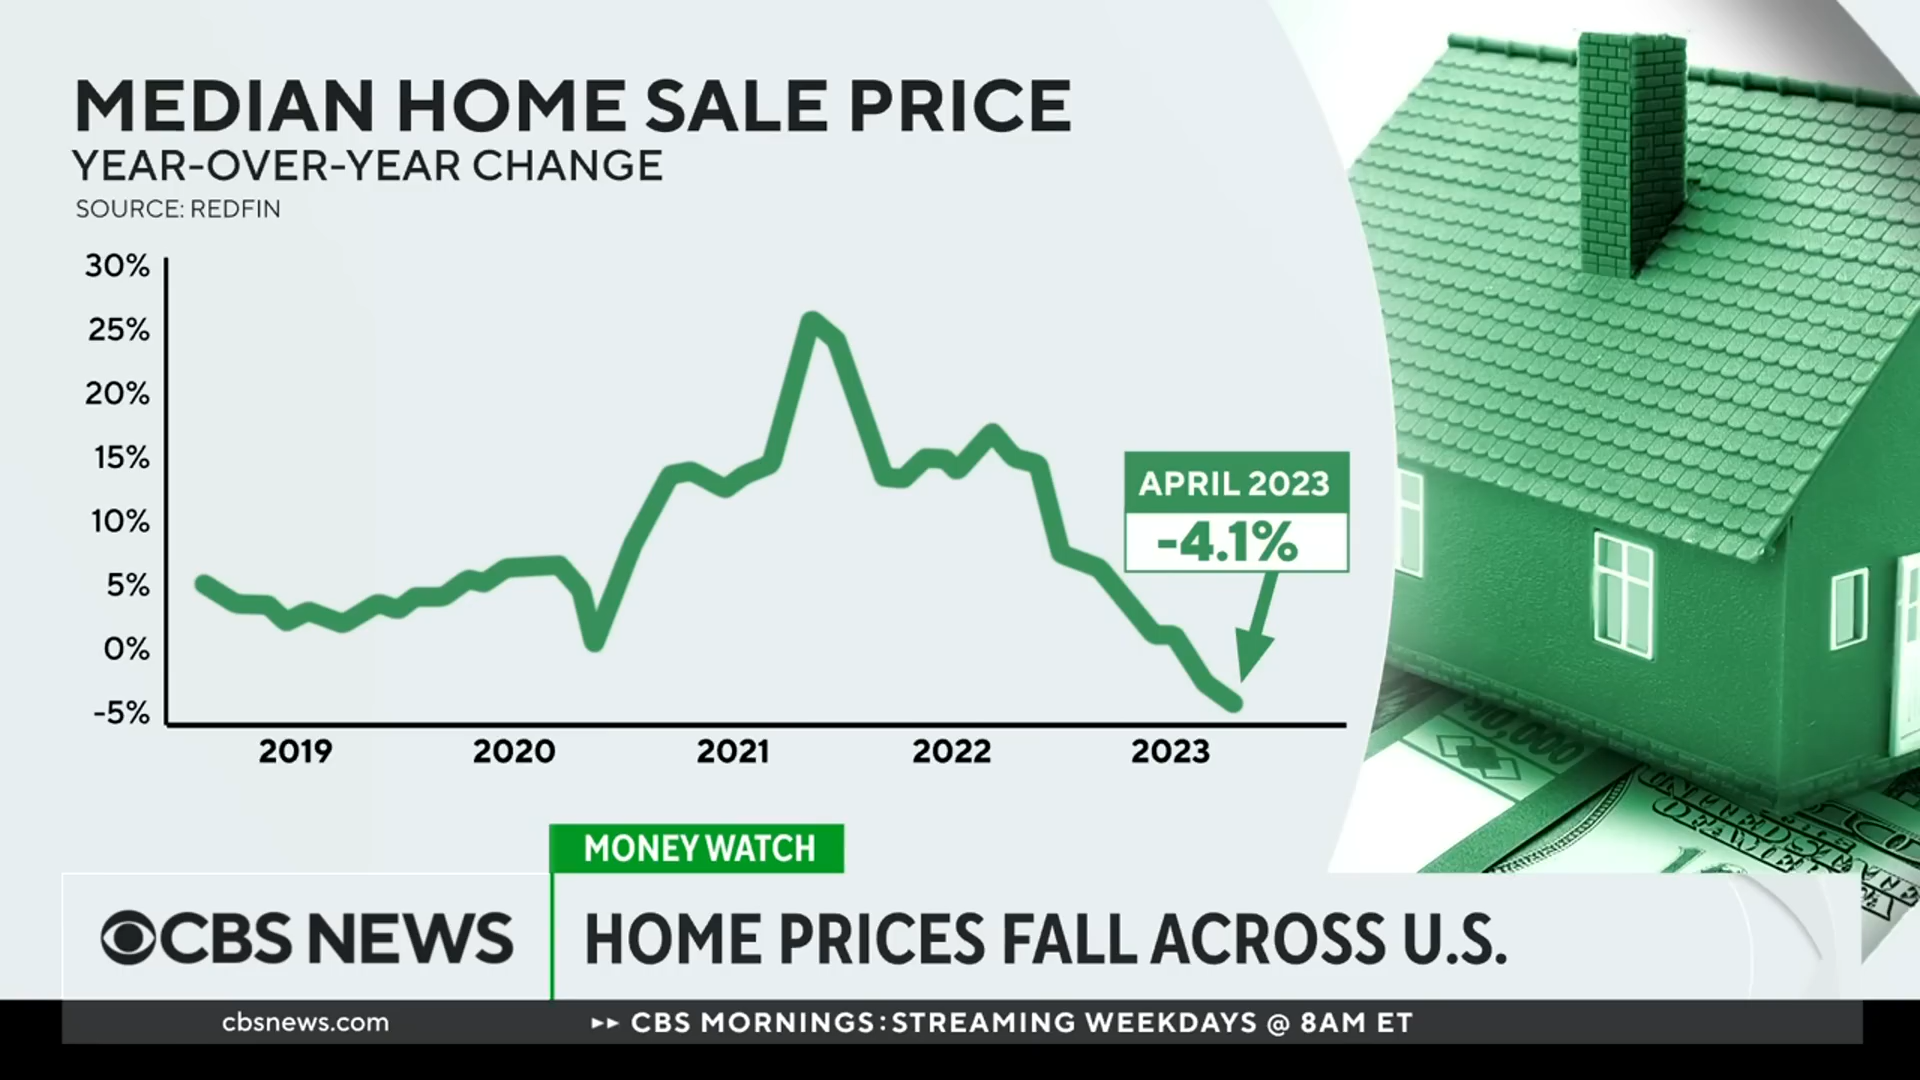 MEDIAN HOME SALE PRICE
YEAR-OVER-YEAR CHANGE
SOURCE: REDFIN
30%
25%
20%
15%
10%
5%
0%
-5%
APRIL 2023
-4.1%
2019 2020 2021 2022 2023
MONEY WATCH
CBS NEWS
HOME PRICES FALL ACROSS U.S.
cbsnews.com
CBS MORNINGS: STREAMING WEEKDAYS @ 8AM ET